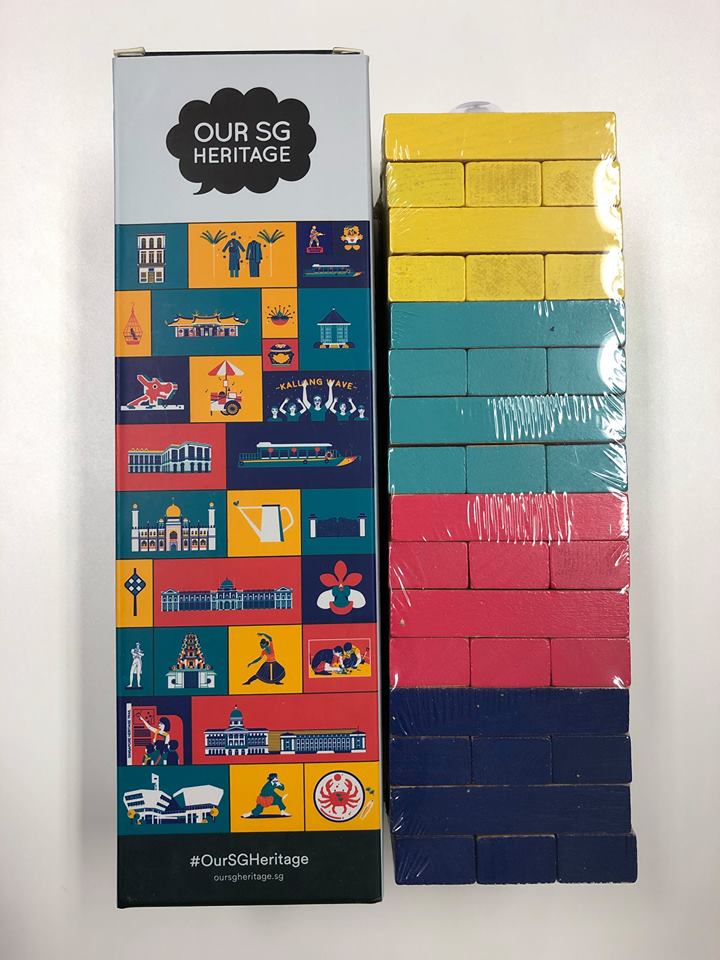 OUR SG
HERITAGE
-KALLANG WAVE-
#OurSGHeritage
oursgheritage.sg